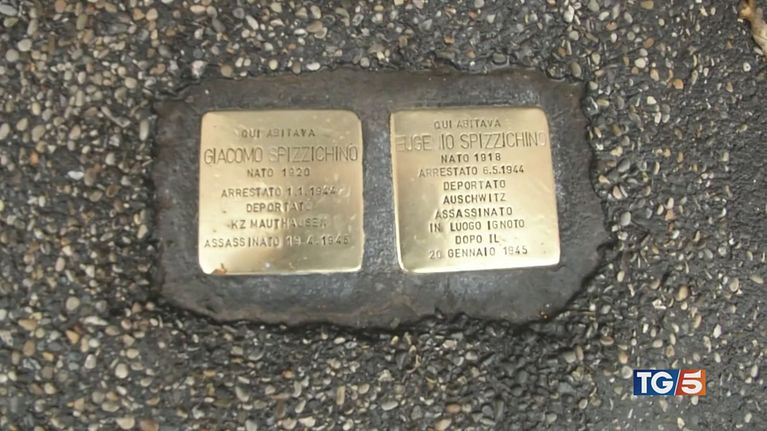 QUI ABITAVA
GIACOMO SPIZZICHINO
NATO 1920
ARRESTATO 1.1.1944
DEPORTATO
KZ MAUTHAUSEN
ASSASSINATO 19.4.1945
QUI ABITAVA
EUGENIO SPIZZICHINO
NATO 1918
ARRESTATO 6.5.1944
DEPORTATO
AUSCHWITZ
ASSASSINATO
IN LUOGO IGNOTO
DOPO IL
20 GENNAIO 1945
TG/5